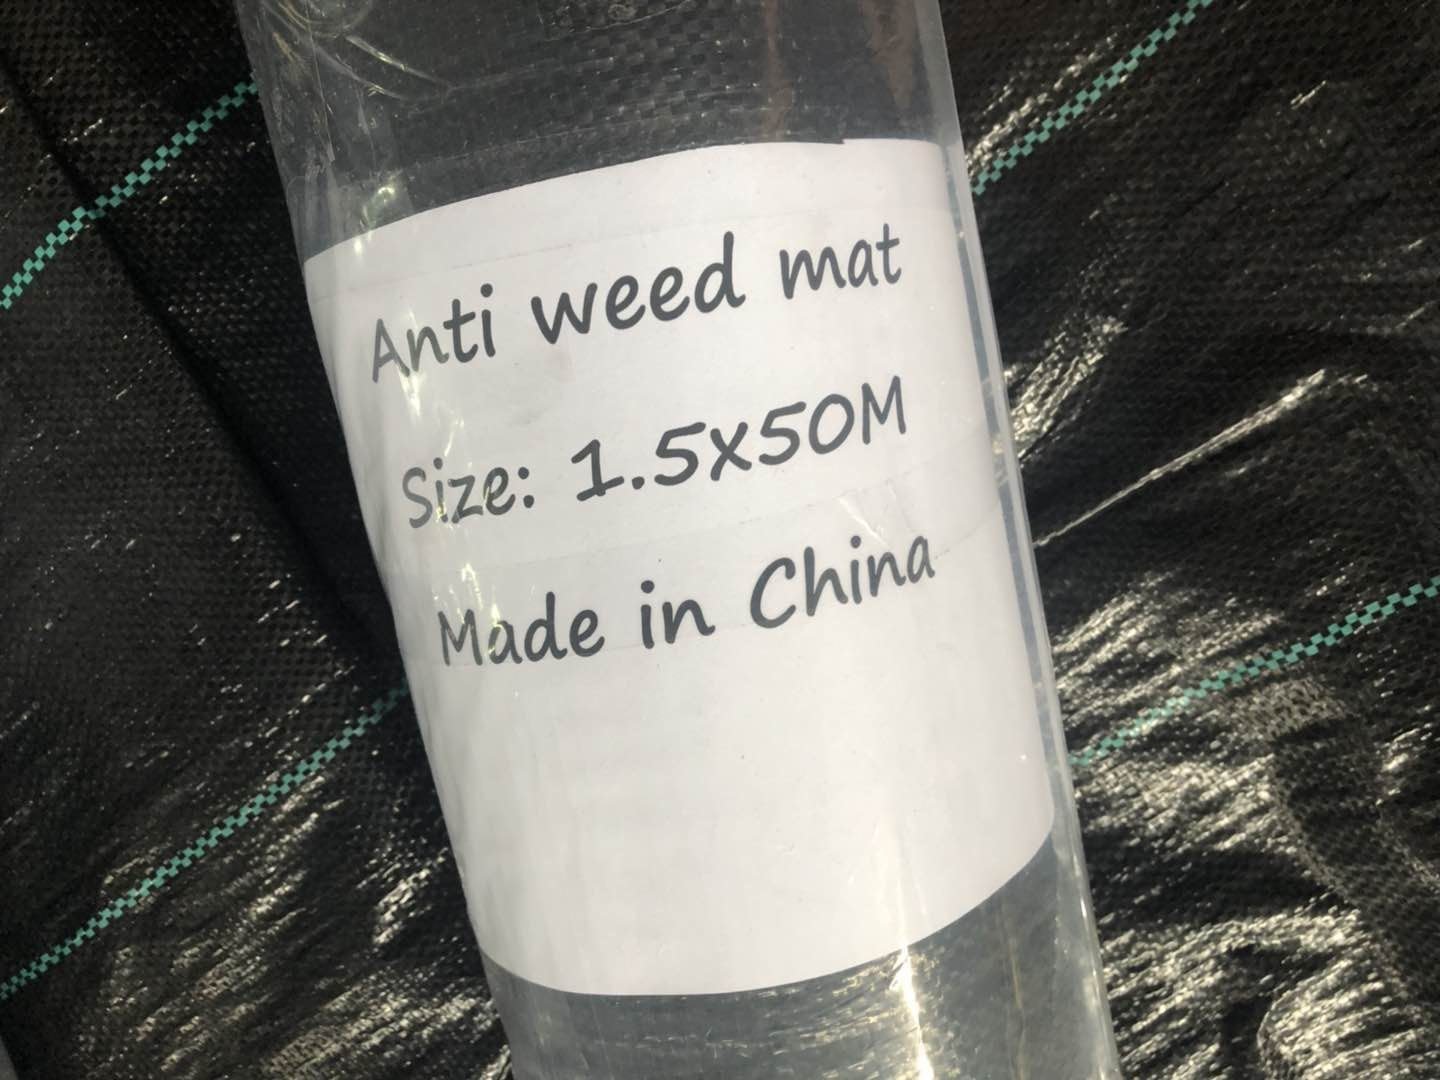 Anti weed mat
Size: 1.5x50M
Made in China